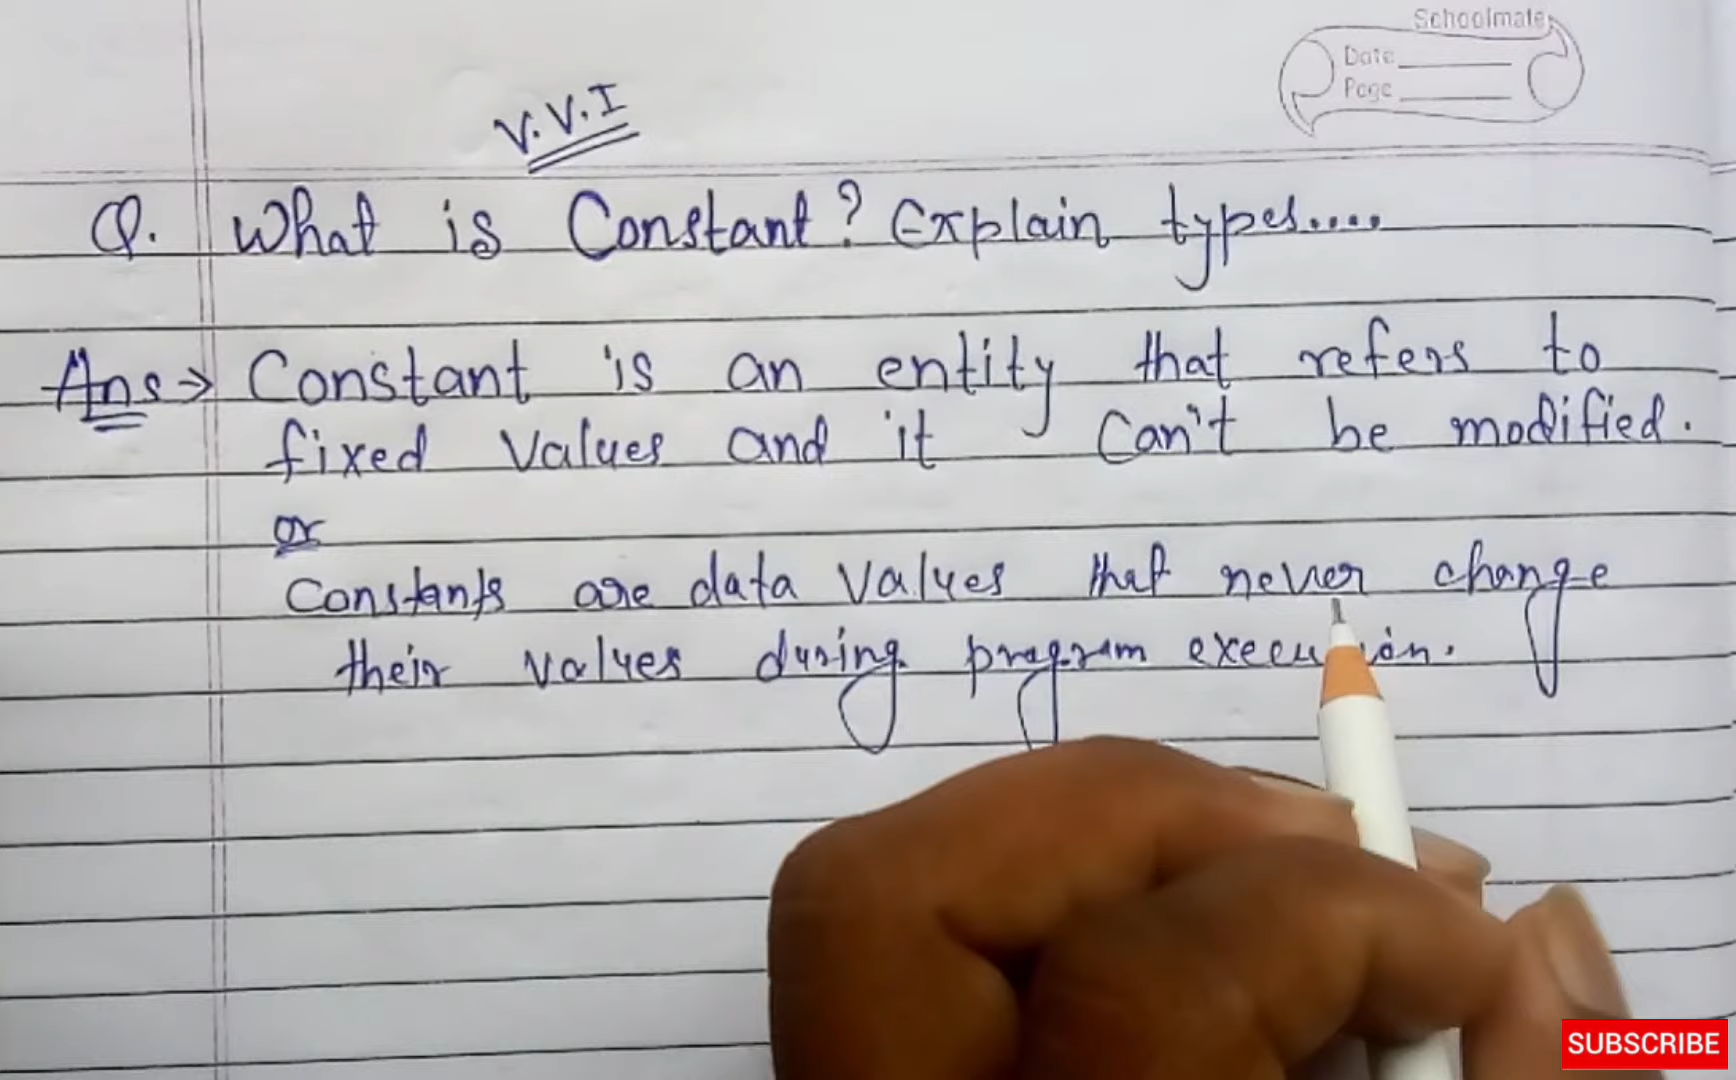 Schoolmate
Date
Page
V.V.I
Q. What is Constant? Explain types....
Ans→ Constant is an entity that refers to
fixed values and it can't be modified.
or
Constants are data values that never change
their values during program execution.
SUBSCRIBE